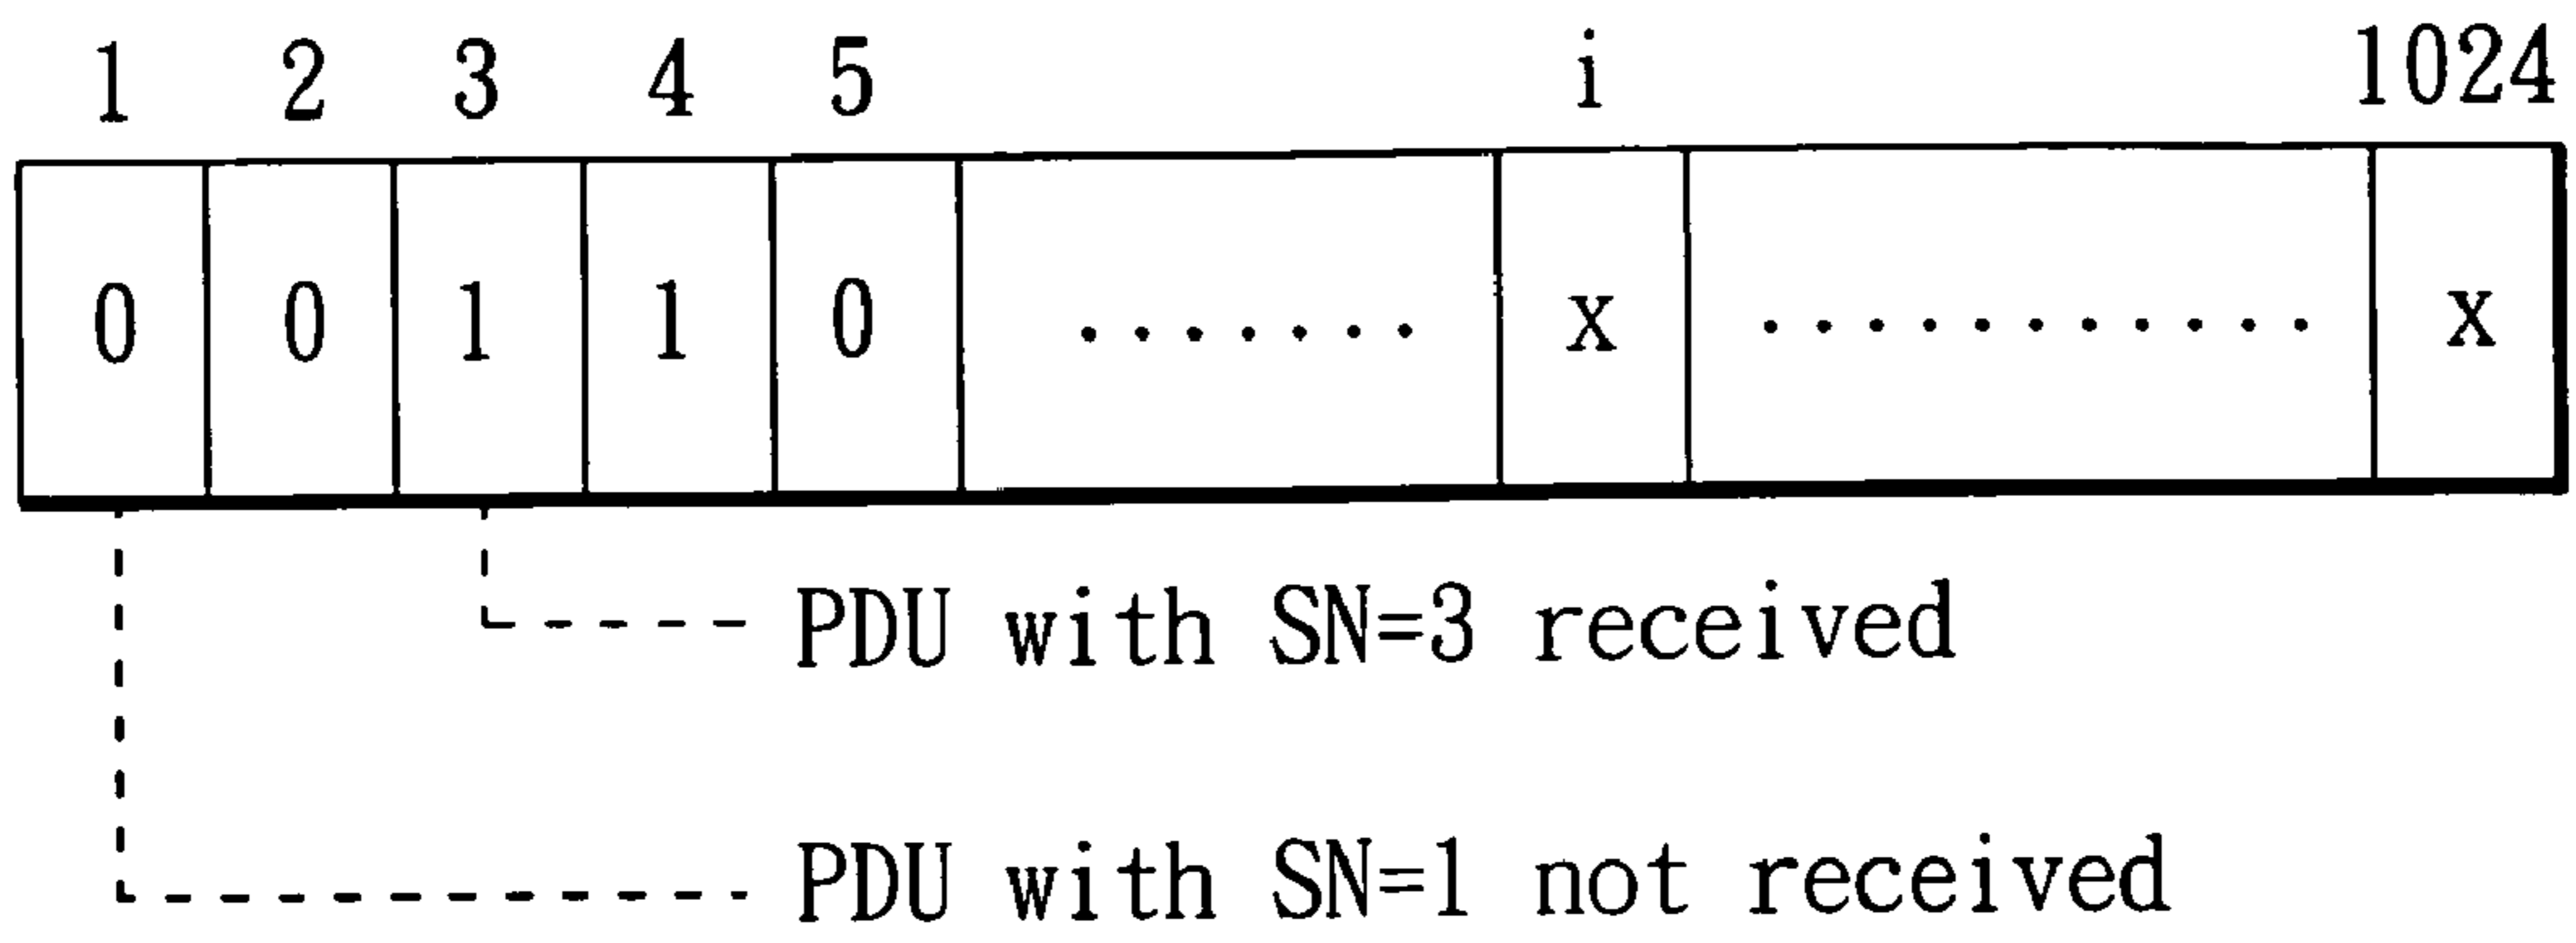 1 2 3 4 5 i 1024
0 0 1 1 0 ....... x ........... x
PDU with SN=3 received
PDU with SN=1 not received